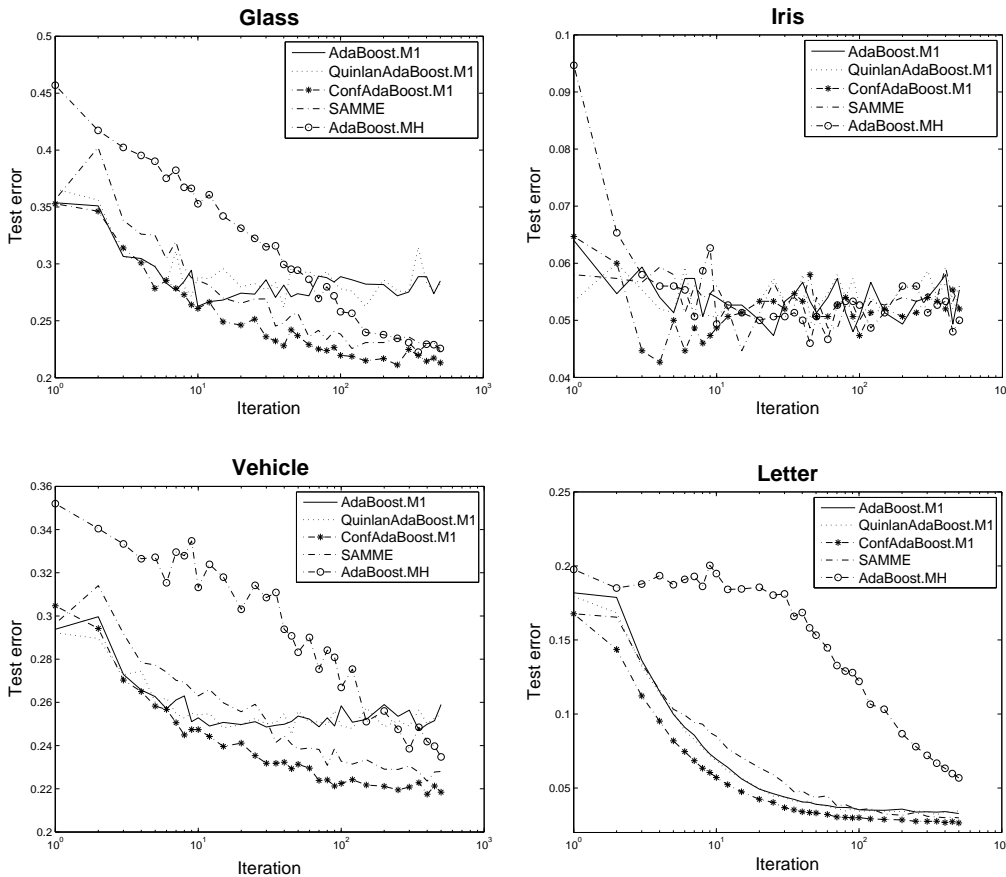 Glass
0.5
0.45
0.4
0.35
0.3
0.25
0.2
Test error
10^0
10^1
10^2
10^3
Iteration
AdaBoost.M1
QuinlanAdaBoost.M1
ConfAdaBoost.M1
SAMME
AdaBoost.MH
Iris
0.1
0.09
0.08
0.07
0.06
0.05
0.04
Test error
10^0
10^1
10^2
10
Iteration
AdaBoost.M1
QuinlanAdaBoost.M1
ConfAdaBoost.M1
SAMME
AdaBoost.MH
Vehicle
0.36
0.34
0.32
0.3
0.28
0.26
0.24
0.22
0.2
Test error
10^0
10^1
10^2
10^3
Iteration
AdaBoost.M1
QuinlanAdaBoost.M1
ConfAdaBoost.M1
SAMME
AdaBoost.MH
Letter
0.25
0.2
0.15
0.1
0.05
Test error
10^0
10^1
10^2
10
Iteration
AdaBoost.M1
QuinlanAdaBoost.M1
ConfAdaBoost.M1
SAMME
AdaBoost.MH